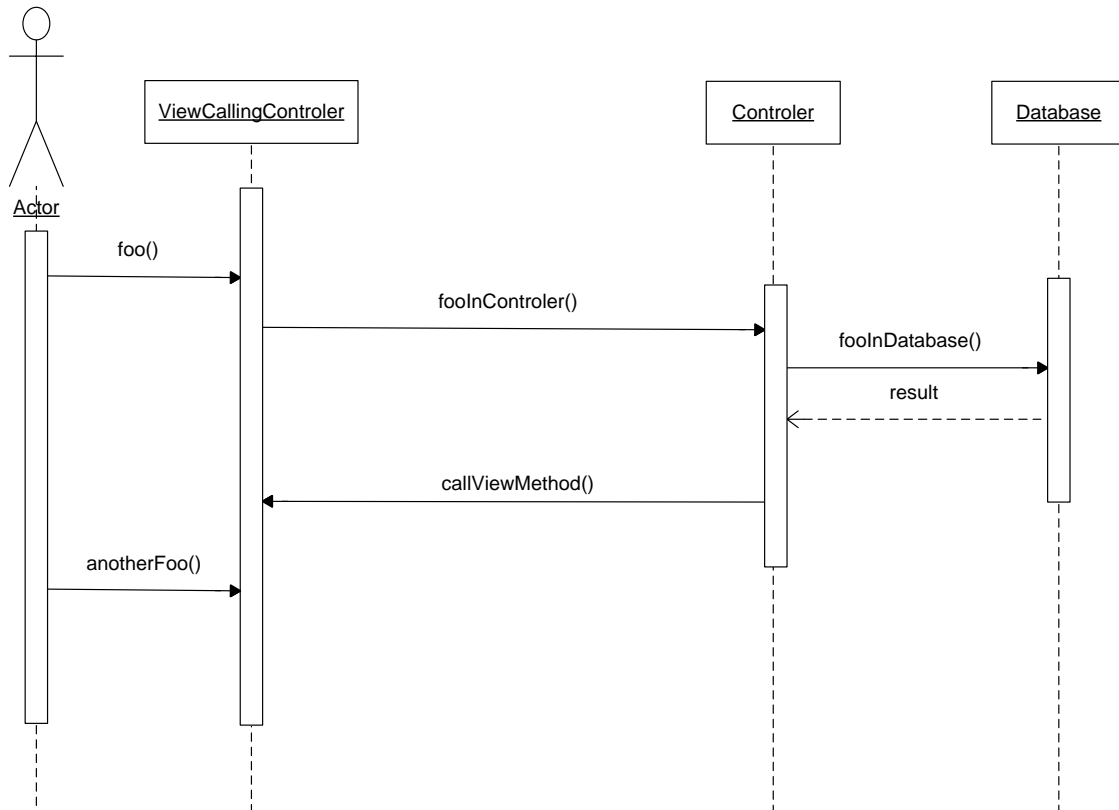 ViewCallingControler
Controler
Database
Actor
foo()
fooInControler()
fooInDatabase()
result
callViewMethod()
anotherFoo()